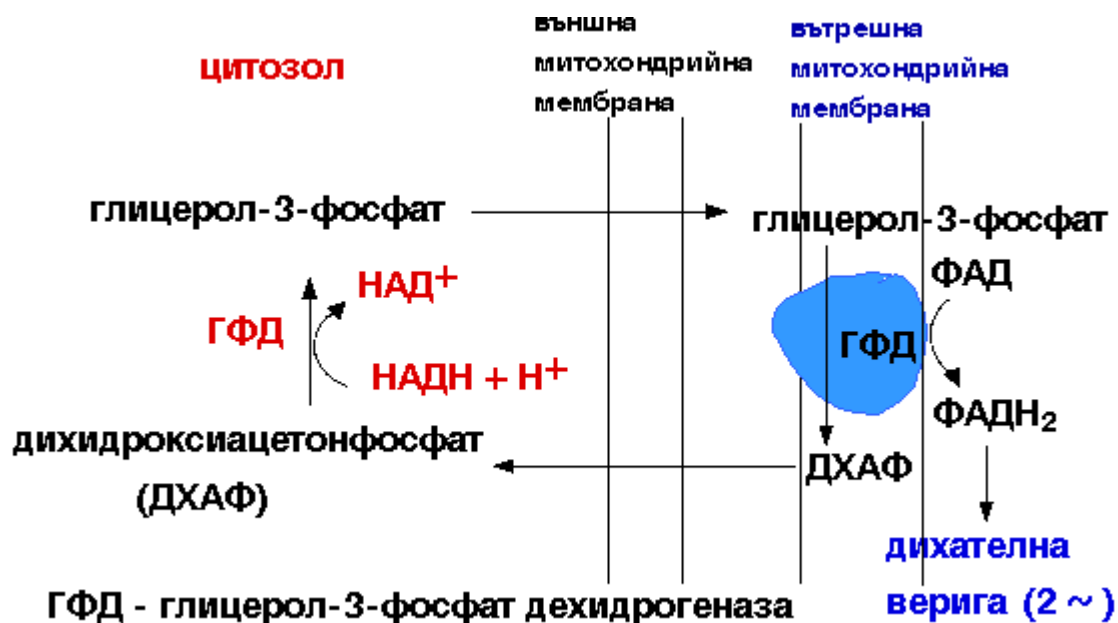 ЦИТОЗОЛ
външна
митохондрийна
мембрана
вътрешна
митохондрийна
мембрана
глицерол-3-фосфат
глицерол-3-фосфат
НАД+
ГФД
НАДН + Н+
ФАД
ГФД
ФАДН2
дихидроксиацетонфосфат
(ДХАФ)
ДХАФ
дихателна
верига (2 ~ )
ГФД - глицерол-3-фосфат дехидрогеназа